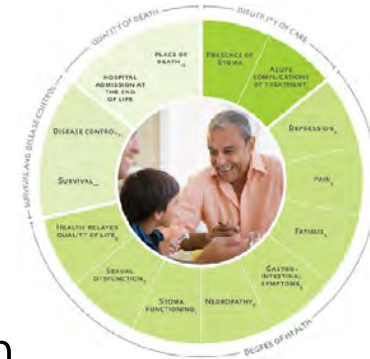 QUALITY OF DEATH
DISUTILITY OF CARE
SURVIVAL AND DISEASE CONTROL
DEGREE OF HEALTH
PLACE OF
DEATH
HOSPITAL
ADMISSION AT
THE END
OF LIFE
PRESENCE OF
STOMA
ACUTE
COMPLICATIONS
OF TREATMENT
DEPRESSION
PAIN
FATIGUE
GASTRO-
INTESTINAL
SYMPTOMS
NEUROPATHY
STOMA
FUNCTIONING
SEXUAL
DYSFUNCTION
HEALTH RELATED
QUALITY OF LIFE
SURVIVAL
DISEASE CONTROL